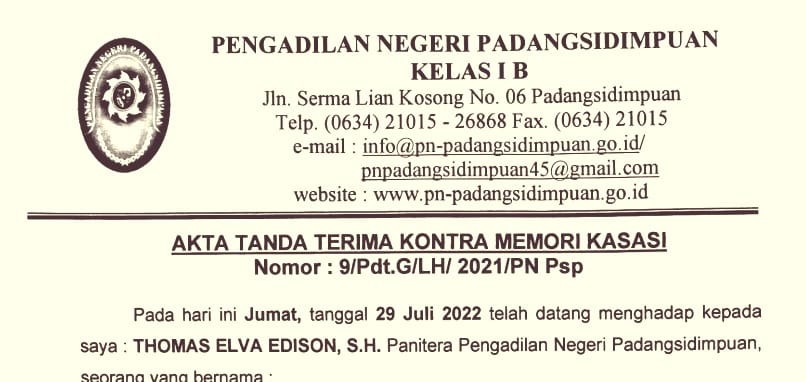 PENGADILAN NEGERI PADANGSIDIMPUAN
PENGADILAN NEGERI PADANGSIDIMPUAN
KELAS I B
Jln. Serma Lian Kosong No. 06 Padangsidimpuan
Telp. (0634) 21015 - 26868 Fax. (0634) 21015
e-mail : info@pn-padangsidimpuan.go.id/
pnpadangsidimpuan45@gmail.com
website : www.pn-padangsidimpuan.go.id
AKTA TANDA TERIMA KONTRA MEMORI KASASI
Nomor : 9/Pdt.G/LH/ 2021/PN Psp
Pada hari ini Jumat, tanggal 29 Juli 2022 telah datang menghadap kepada
saya : THOMAS ELVA EDISON, S.H. Panitera Pengadilan Negeri Padangsidimpuan,
seorang yang bernama :